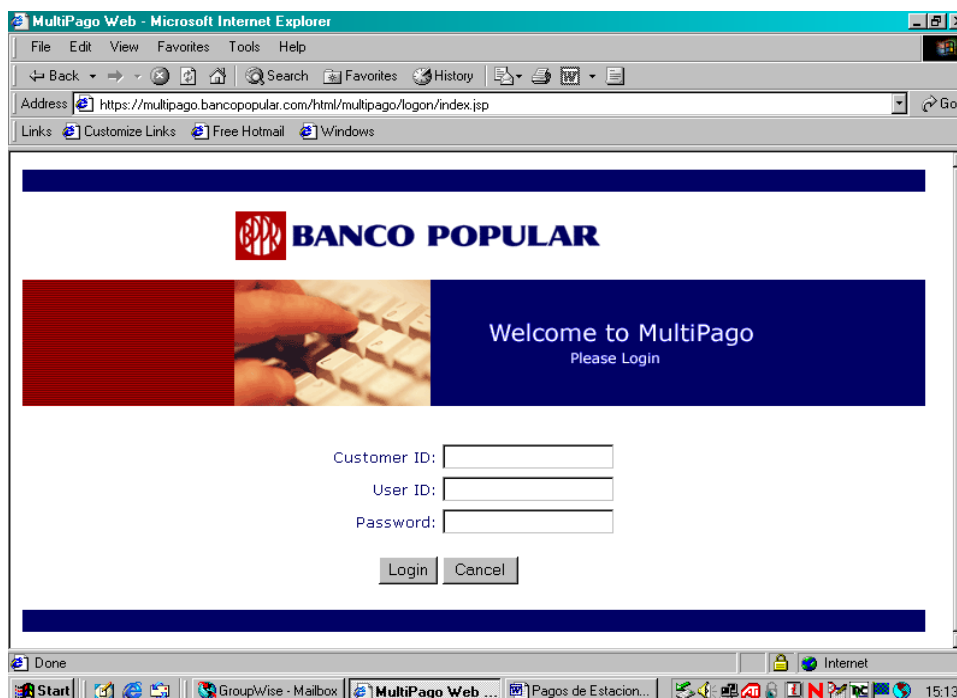 MultiPago Web - Microsoft Internet Explorer
File Edit View Favorites Tools Help
Back Search Favorites History
Address https://multipago.bancopopular.com/html/multipago/logon/index.jsp Go
Links Customize Links Free Hotmail Windows
BPPR BANCO POPULAR
Welcome to MultiPago
Please Login
Customer ID:
User ID:
Password:
Login Cancel
Done Internet
Start GroupWise - Mailbox MultiPago Web ... Pagos de Estacion... 15:13